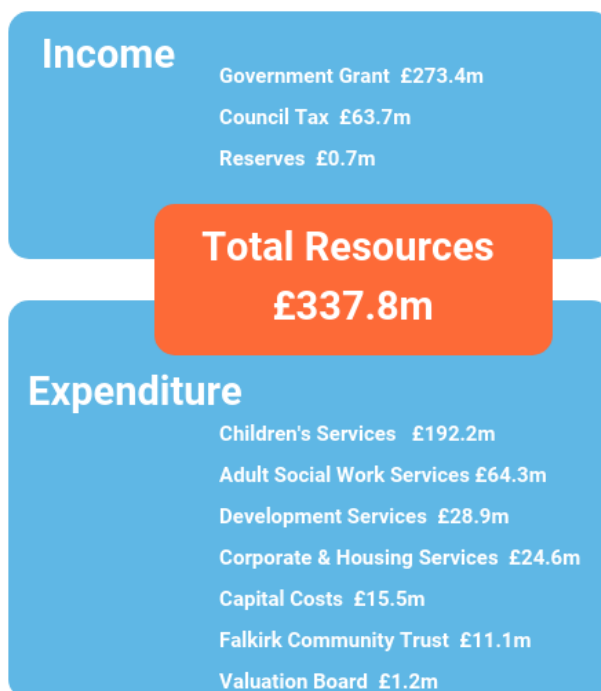 Income
Government Grant £273.4m
Council Tax £63.7m
Reserves £0.7m
Total Resources
£337.8m
Expenditure
Children's Services £192.2m
Adult Social Work Services £64.3m
Development Services £28.9m
Corporate & Housing Services £24.6m
Capital Costs £15.5m
Falkirk Community Trust £11.1m
Valuation Board £1.2m